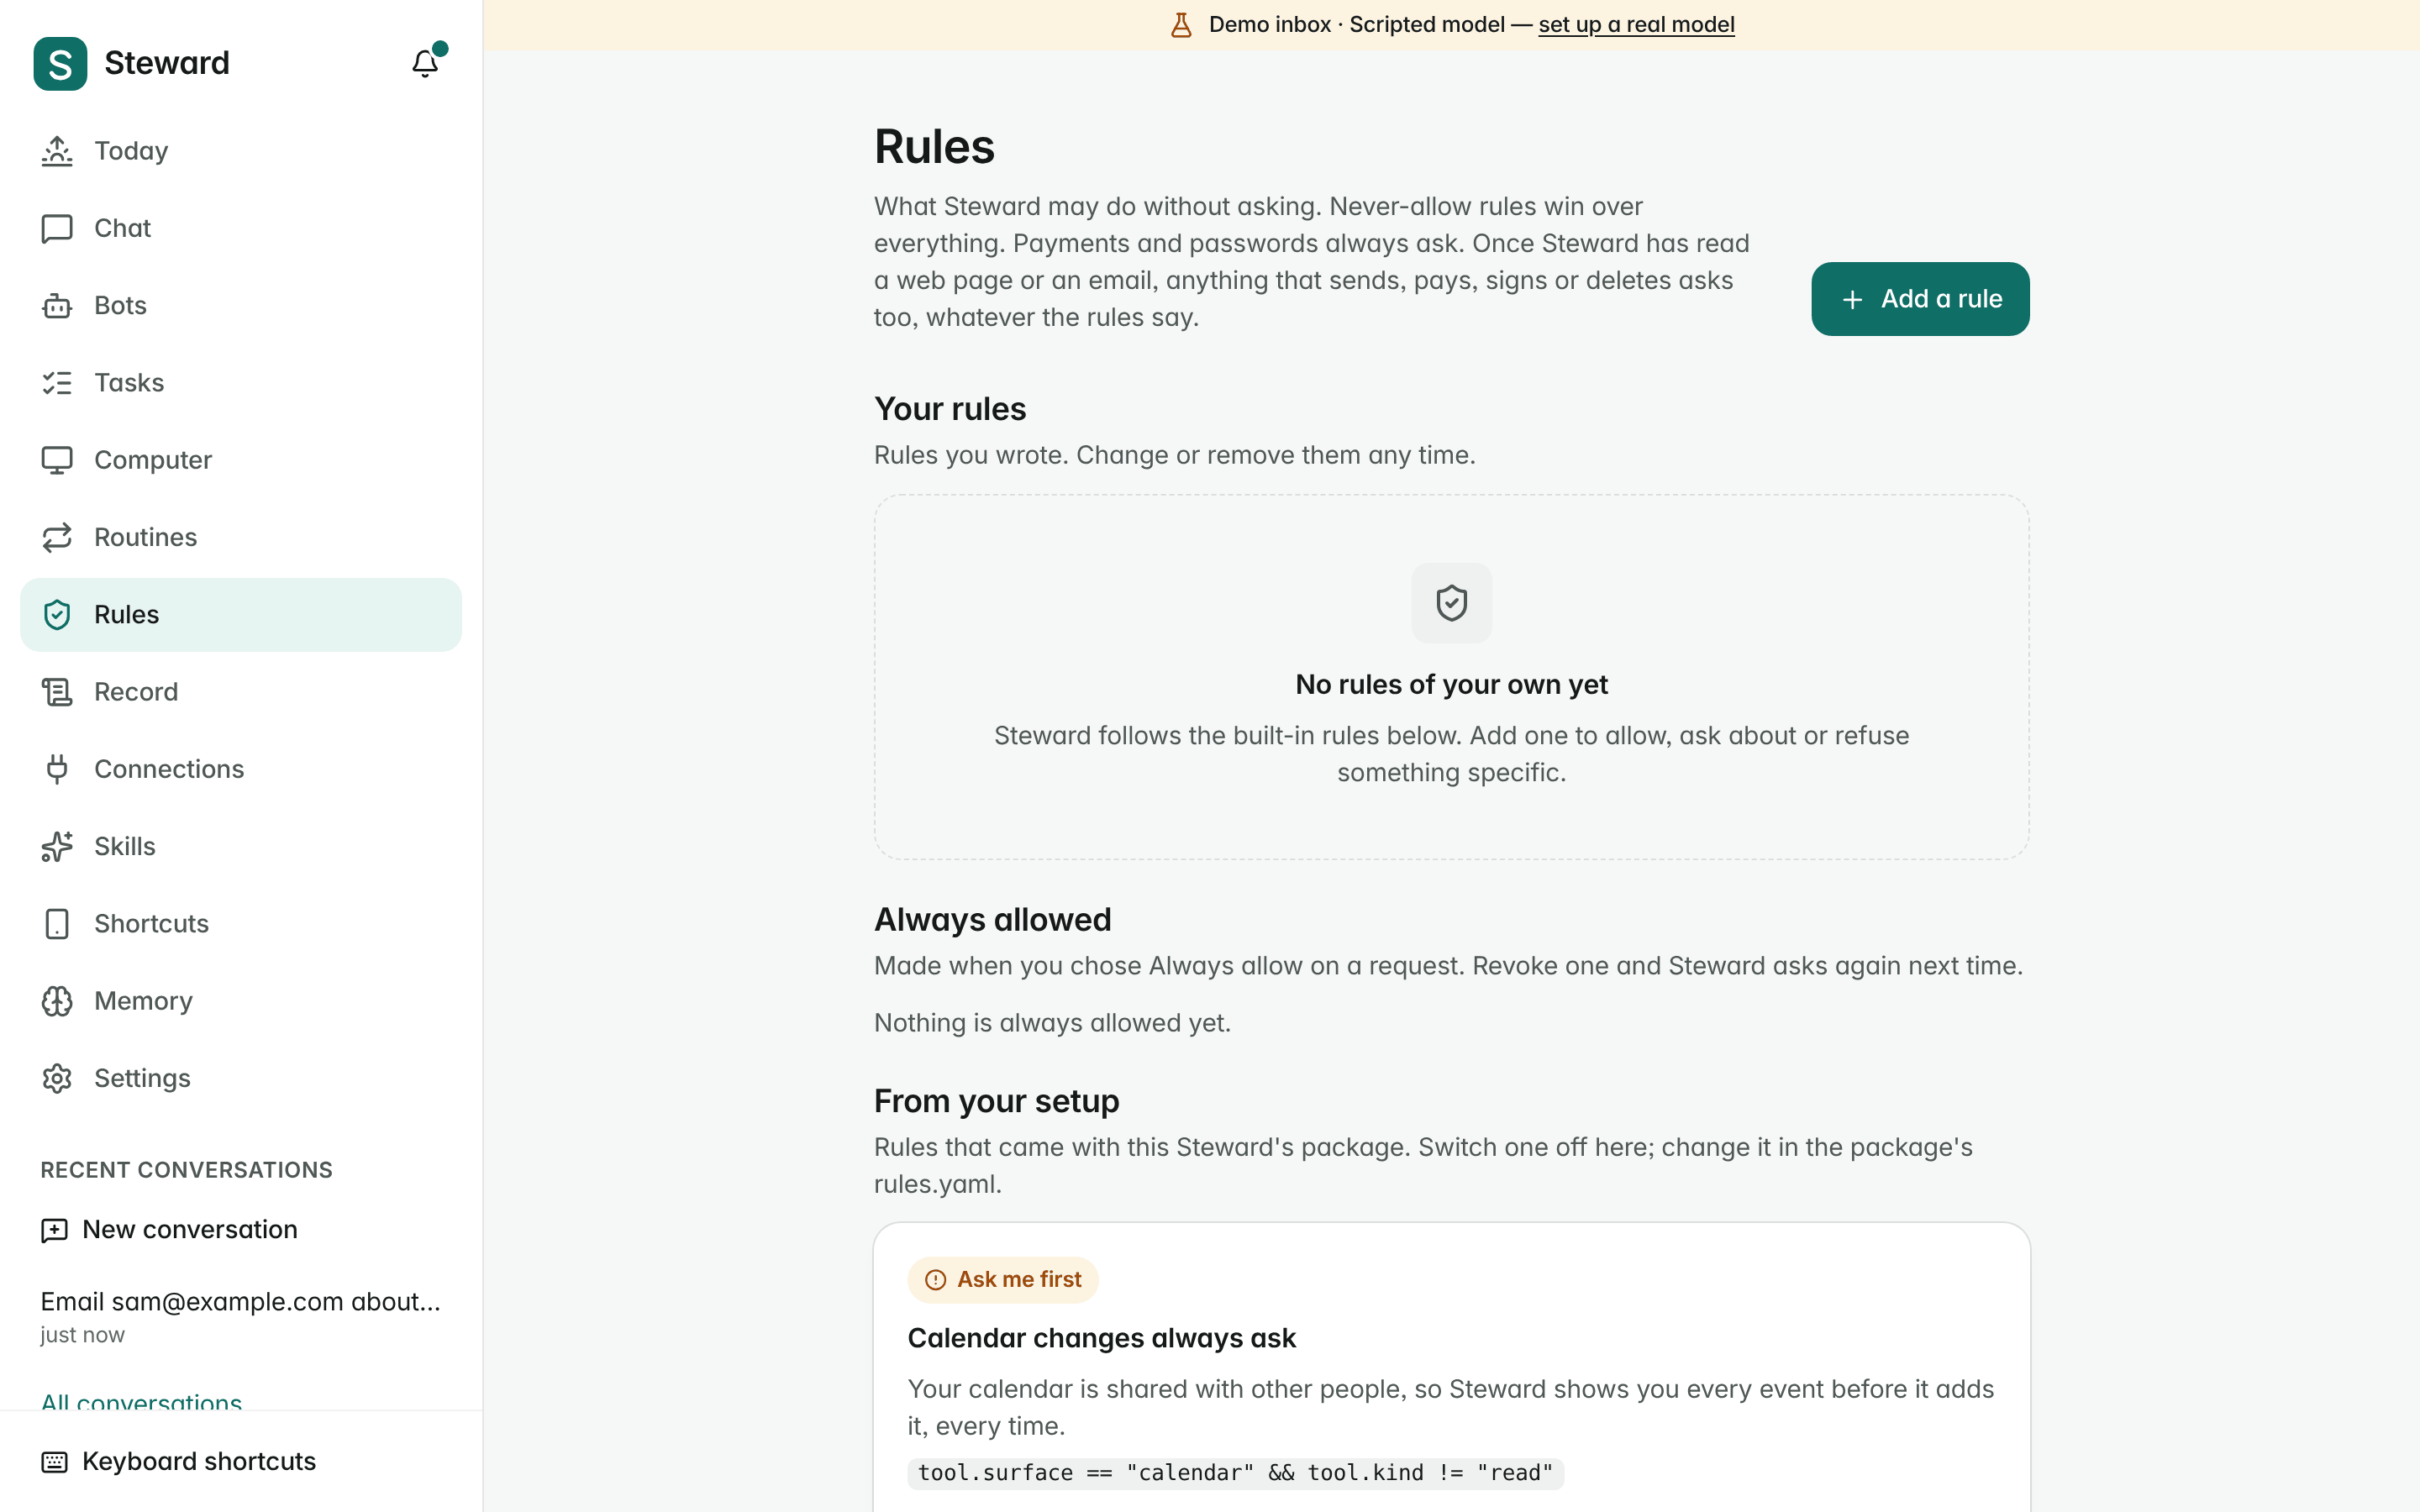 Steward
Today
Chat
Bots
Tasks
Computer
Routines
Rules
Record
Connections
Skills
Shortcuts
Memory
Settings
RECENT CONVERSATIONS
New conversation
Email sam@example.com about...
just now
All conversations
Keyboard shortcuts
Demo inbox · Scripted model — set up a real model
Rules
What Steward may do without asking. Never-allow rules win over
everything. Payments and passwords always ask. Once Steward has read
a web page or an email, anything that sends, pays, signs or deletes asks
too, whatever the rules say.
Add a rule
Your rules
Rules you wrote. Change or remove them any time.
No rules of your own yet
Steward follows the built-in rules below. Add one to allow, ask about or refuse
something specific.
Always allowed
Made when you chose Always allow on a request. Revoke one and Steward asks again next time.
Nothing is always allowed yet.
From your setup
Rules that came with this Steward's package. Switch one off here; change it in the package's
rules.yaml.
Ask me first
Calendar changes always ask
Your calendar is shared with other people, so Steward shows you every event before it adds
it, every time.
tool.surface == "calendar" && tool.kind != "read"